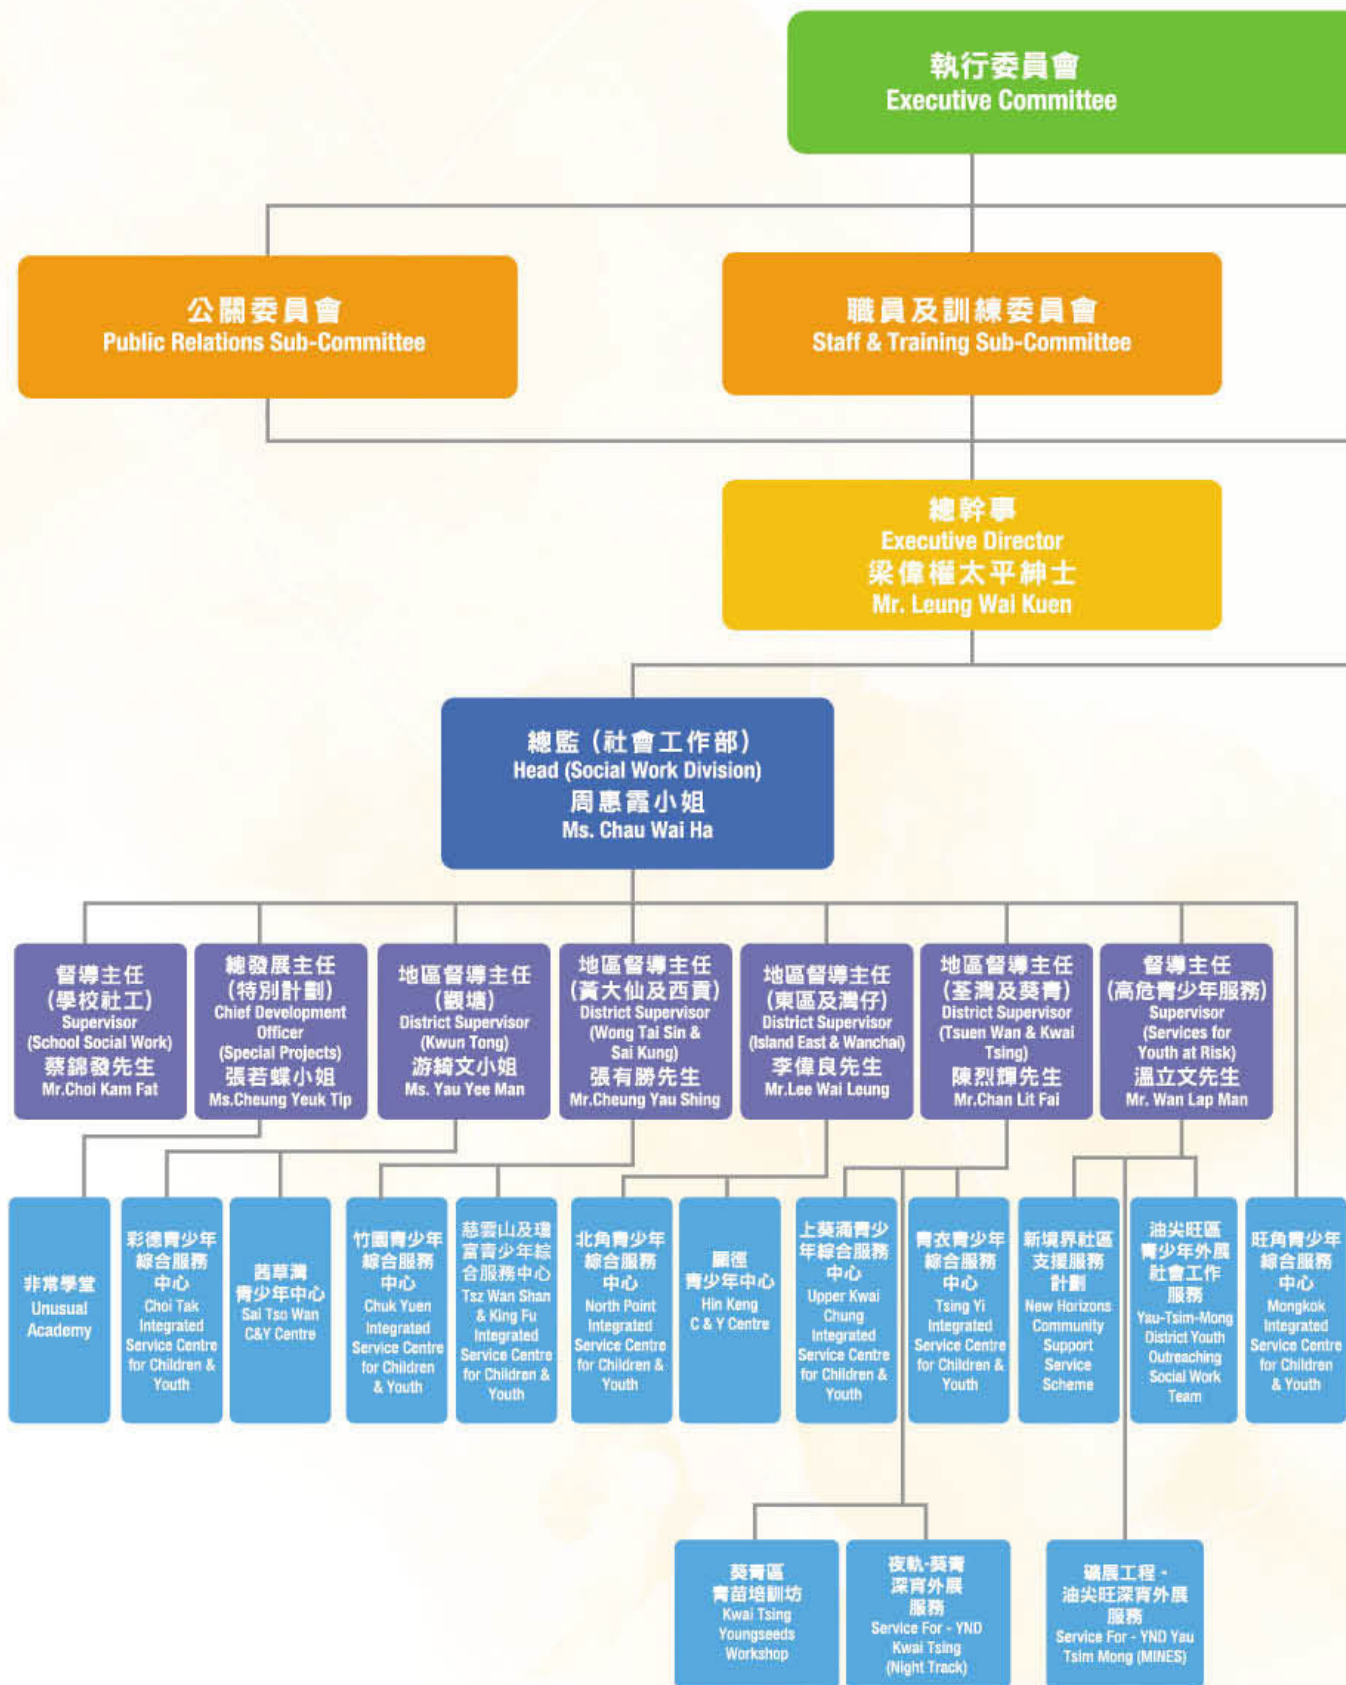 執行委員會
Executive Committee
公關委員會
Public Relations Sub-Committee
職員及訓練委員會
Staff & Training Sub-Committee
總幹事
Executive Director
梁偉權太平紳士
Mr. Leung Wai Kuen
總監（社會工作部）
Head (Social Work Division)
周惠霞小姐
Ms. Chau Wai Ha
督導主任
(學校社工)
Supervisor
(School Social Work)
蔡錦發先生
Mr.Choi Kam Fat
總發展主任
(特別計劃)
Chief Development
Officer
(Special Projects)
張若蝶小姐
Ms.Cheung Yeuk Tip
地區督導主任
(觀塘)
District Supervisor
(Kwun Tong)
游綺文小姐
Ms. Yau Yee Man
地區督導主任
(黃大仙及西貢)
District Supervisor
(Wong Tai Sin &
Sai Kung)
張有勝先生
Mr.Cheung Yau Shing
地區督導主任
(東區及灣仔)
District Supervisor
(Island East & Wanchai)
李偉良先生
Mr.Lee Wai Leung
地區督導主任
(荃灣及葵青)
District Supervisor
(Tsuen Wan & Kwai
Tsing)
陳烈輝先生
Mr.Chan Lit Fai
督導主任
(高危青少年服務)
Supervisor
(Services for
Youth at Risk)
溫立文先生
Mr. Wan Lap Man
非常學堂
Unusual
Academy
彩德青少年
綜合服務
中心
Choi Tak
Integrated
Service Centre
for Children &
Youth
茜草灣
青少年中心
Sai Tso Wan
C&Y Centre
竹園青少年
綜合服務
中心
Chuk Yuen
Integrated
Service Centre
for Children
& Youth
慈雲山及瓊
富青少年綜
合服務中心
Tsz Wan Shan
& King Fu
Integrated
Service Centre
for Children &
Youth
北角青少年
綜合服務
中心
North Point
Integrated
Service Centre
for Children &
Youth
顯徑
青少年中心
Hin Keng
C & Y Centre
上葵涌青少
年綜合服務
中心
Upper Kwai
Chung
Integrated
Service Centre
for Children &
Youth
青衣青少年
綜合服務
中心
Tsing Yi
Integrated
Service Centre
for Children &
Youth
新境界社區
支援服務
計劃
New Horizons
Community
Support
Service
Scheme
油尖旺區
青少年外展
社會工作
服務
Yau-Tsim-Mong
District Youth
Outreaching
Social Work
Team
旺角青少年
綜合服務
中心
Mongkok
Integrated
Service Centre
for Children
& Youth
葵青區
青苗培訓坊
Kwai Tsing
Youngseeds
Workshop
夜軌-葵青
深宵外展
服務
Service For - YND
Kwai Tsing
(Night Track)
礦展工程 -
油尖旺深宵外展
服務
Service For - YND Yau
Tsim Mong (MINES)